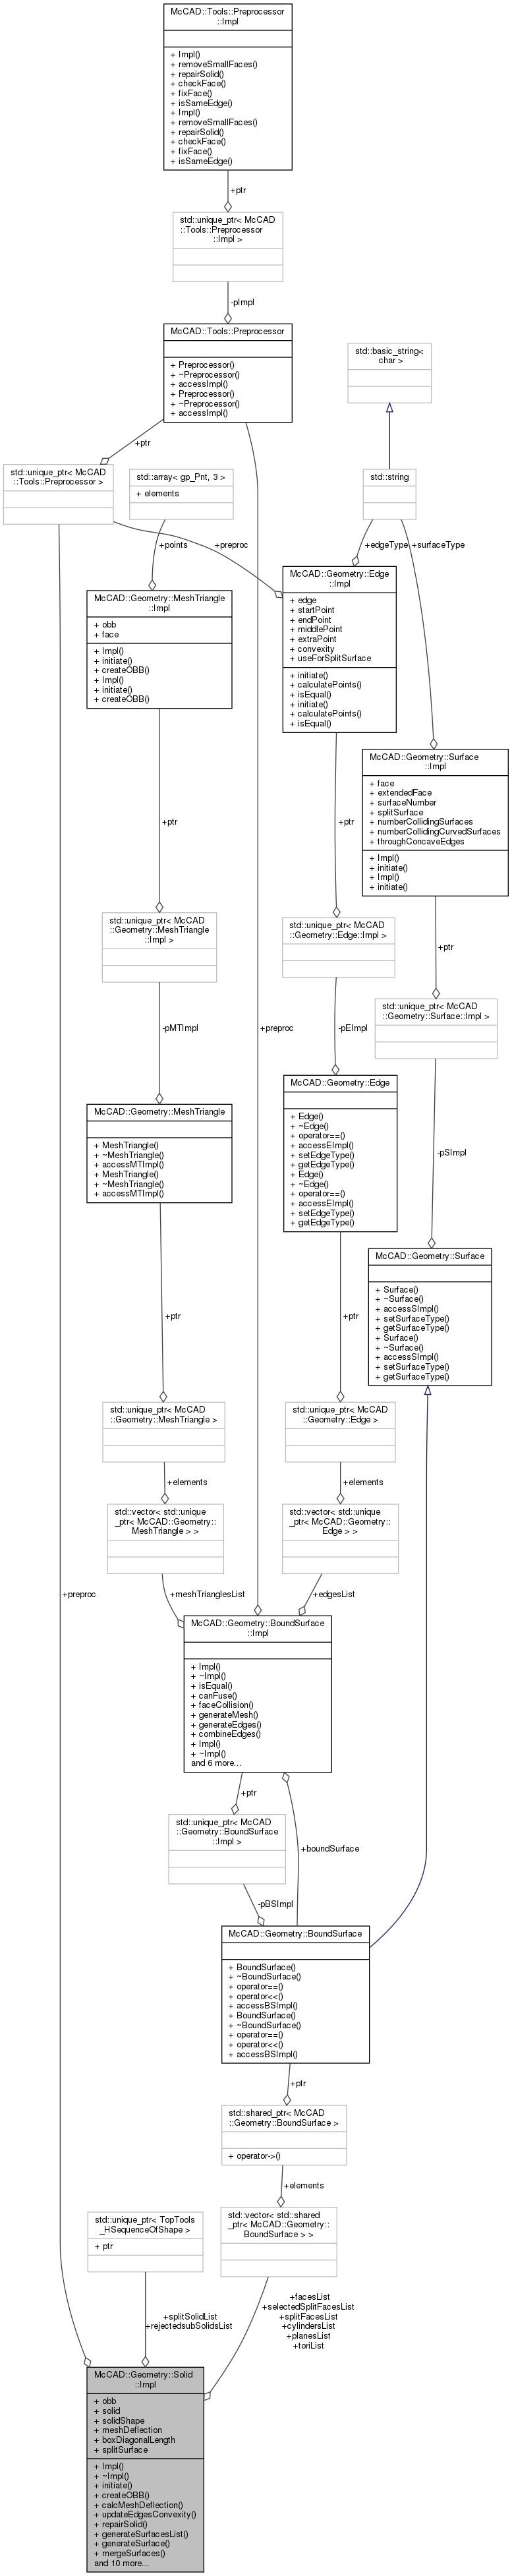 McCAD::Tools::Preprocessor
::Impl
+ Impl()
+ removeSmallFaces()
+ repairSolid()
+ checkFace()
+ fixFace()
+ isSameEdge()
+ Impl()
+ removeSmallFaces()
+ repairSolid()
+ checkFace()
+ fixFace()
+ isSameEdge()
+ptr
std::unique_ptr< McCAD
::Tools::Preprocessor
::Impl >
-pImpl
McCAD::Tools::Preprocessor
+ Preprocessor()
+ ~Preprocessor()
+ accessImpl()
+ Preprocessor()
+ ~Preprocessor()
+ accessImpl()
std::basic_string<
char >
+ptr
std::unique_ptr< McCAD
::Tools::Preprocessor >
std::array< gp_Pnt, 3 >
+ elements
std::string
+points
+preproc
+edgeType
+surfaceType
McCAD::Geometry::MeshTriangle
::Impl
+ obb
+ face
+ Impl()
+ initiate()
+ createOBB()
+ Impl()
+ initiate()
+ createOBB()
McCAD::Geometry::Edge
::Impl
+ edge
+ startPoint
+ endPoint
+ middlePoint
+ extraPoint
+ convexity
+ useForSplitSurface
+ initiate()
+ calculatePoints()
+ isEqual()
+ initiate()
+ calculatePoints()
+ isEqual()
McCAD::Geometry::Surface
::Impl
+ face
+ extendedFace
+ surfaceNumber
+ splitSurface
+ numberCollidingSurfaces
+ numberCollidingCurvedSurfaces
+ throughConcaveEdges
+ Impl()
+ initiate()
+ Impl()
+ initiate()
+ptr
+ptr
+ptr
std::unique_ptr< McCAD
::Geometry::MeshTriangle
::Impl >
std::unique_ptr< McCAD
::Geometry::Edge::Impl >
std::unique_ptr< McCAD
::Geometry::Surface::Impl >
-pMTImpl
+preproc
-pEImpl
-pSImpl
McCAD::Geometry::MeshTriangle
+ MeshTriangle()
+ ~MeshTriangle()
+ accessMTImpl()
+ MeshTriangle()
+ ~MeshTriangle()
+ accessMTImpl()
McCAD::Geometry::Edge
+ Edge()
+ ~Edge()
+ operator==()
+ accessEImpl()
+ setEdgeType()
+ getEdgeType()
+ Edge()
+ ~Edge()
+ operator==()
+ accessEImpl()
+ setEdgeType()
+ getEdgeType()
McCAD::Geometry::Surface
+ Surface()
+ ~Surface()
+ accessSImpl()
+ setSurfaceType()
+ getSurfaceType()
+ Surface()
+ ~Surface()
+ accessSImpl()
+ setSurfaceType()
+ getSurfaceType()
+ptr
+ptr
std::unique_ptr< McCAD
::Geometry::MeshTriangle >
std::unique_ptr< McCAD
::Geometry::Edge >
+elements
+elements
std::vector< std::unique
_ptr< McCAD::Geometry::
MeshTriangle > >
std::vector< std::unique
_ptr< McCAD::Geometry::
Edge > >
+preproc
+meshTrianglesList
+edgesList
McCAD::Geometry::BoundSurface
::Impl
+ Impl()
+ ~Impl()
+ isEqual()
+ canFuse()
+ faceCollision()
+ generateMesh()
+ generateEdges()
+ combineEdges()
+ Impl()
+ ~Impl()
and 6 more...
+ptr
std::unique_ptr< McCAD
::Geometry::BoundSurface
::Impl >
+boundSurface
-pBSImpl
McCAD::Geometry::BoundSurface
+ BoundSurface()
+ ~BoundSurface()
+ operator==()
+ operator<<()
+ accessBSImpl()
+ BoundSurface()
+ ~BoundSurface()
+ operator==()
+ operator<<()
+ accessBSImpl()
+ptr
std::shared_ptr< McCAD
::Geometry::BoundSurface >
+ operator->()
+elements
std::unique_ptr< TopTools
_HSequenceOfShape >
+ ptr
std::vector< std::shared
_ptr< McCAD::Geometry::
BoundSurface > >
+splitSolidList
+rejectedsubSolidsList
+facesList
+selectedSplitFacesList
+splitFacesList
+cylindersList
+planesList
+toriList
McCAD::Geometry::Solid
::Impl
+ obb
+ solid
+ solidShape
+ meshDeflection
+ boxDiagonalLength
+ splitSurface
+ Impl()
+ ~Impl()
+ initiate()
+ createOBB()
+ calcMeshDeflection()
+ updateEdgesConvexity()
+ repairSolid()
+ generateSurfacesList()
+ generateSurface()
+ mergeSurfaces()
and 10 more...